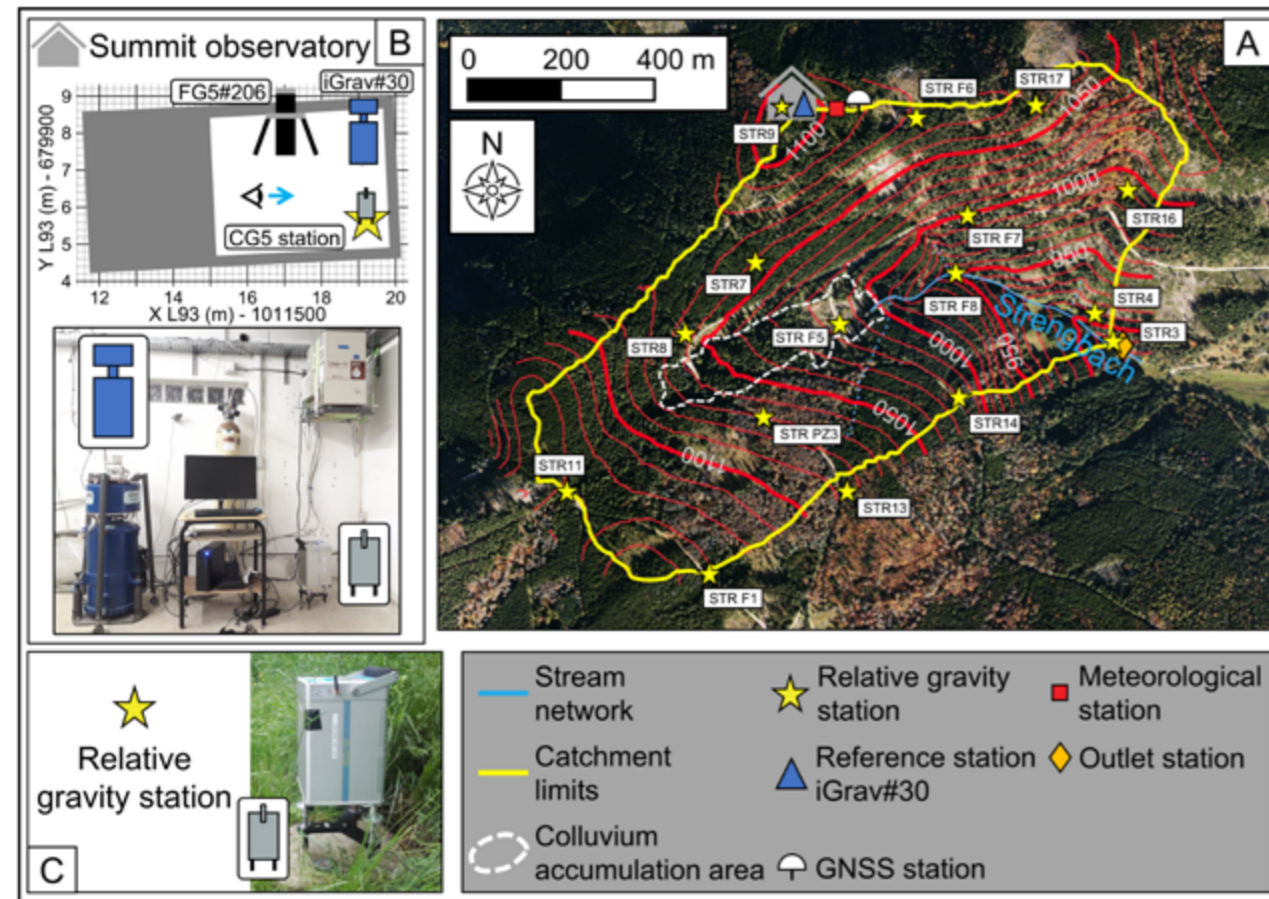 Summit observatory
B
FG5#206
iGrav#30
9
8
7
6
5
4
Y L93 (m) - 679900
CG5 station
12
14
16
18
20
X L93 (m) - 1011500
A
0
200
400 m
N
STR9
1100
STR F6
STR17
1050
1000
STR16
STR F7
950
STR7
STR F8
STR4
STR3
Strengbach
STR8
STR F5
1000
950
1050
STR14
STR PZ3
1100
STR11
STR13
STR F1
Relative
gravity station
C
Stream
network
Catchment
limits
Colluvium
accumulation area
Relative gravity
station
Reference station
iGrav#30
GNSS station
Meteorological
station
Outlet station